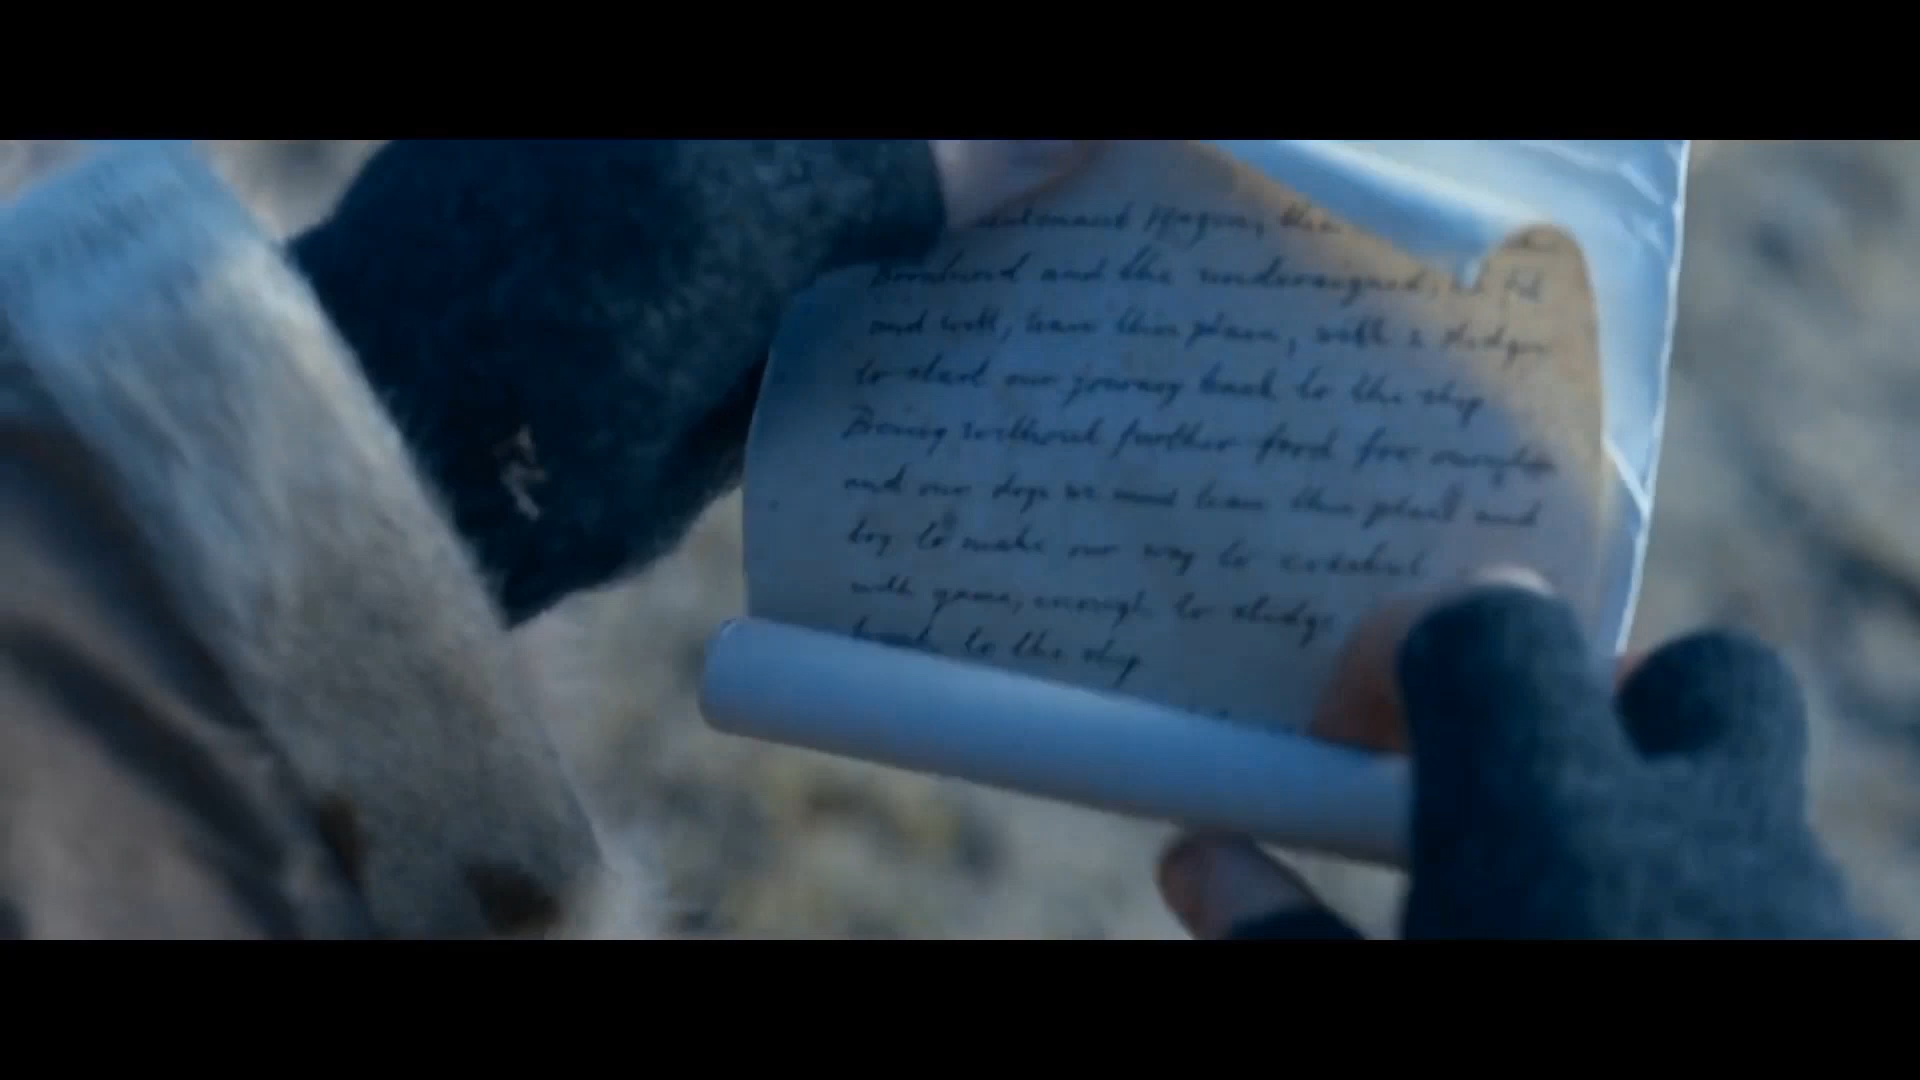 and the undersigned, all fit
and well, leave this place, with a sledge
to start our journey back to the ship
Being without further food for ourselves
and our dogs we must leave this place and
try to make our way to
with game, enough to sledge
back to the ship